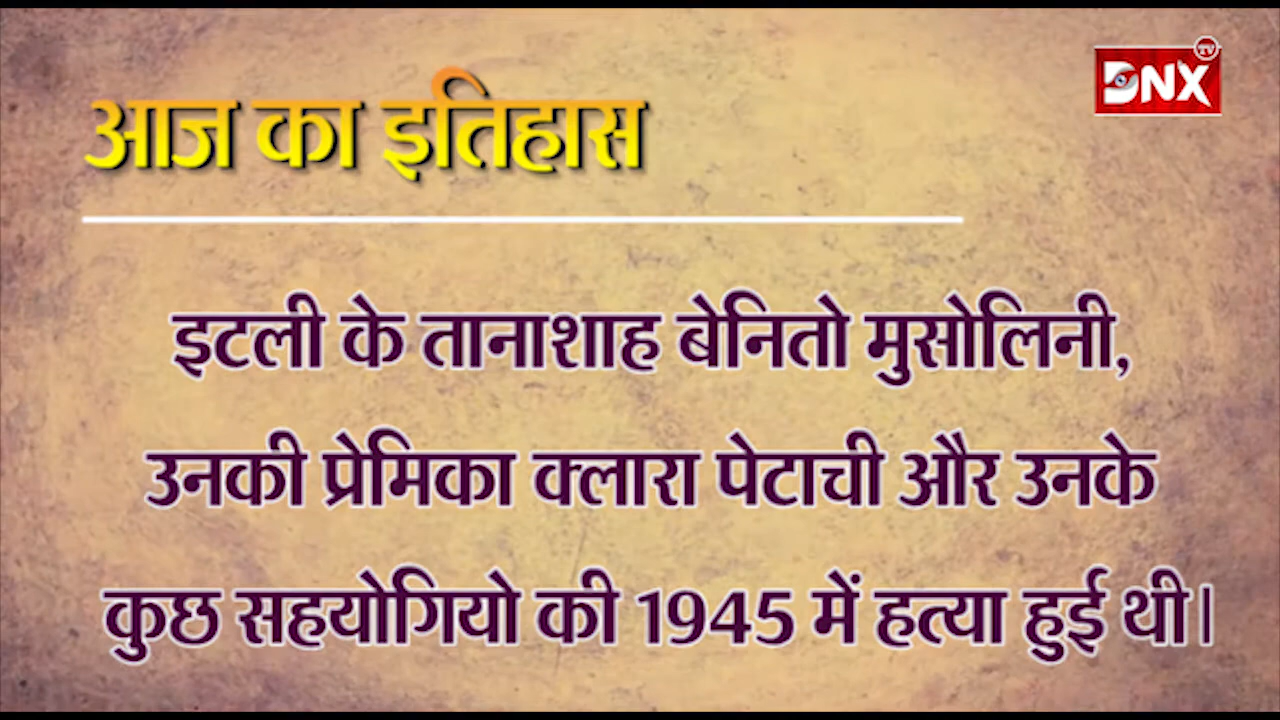 आज का इतिहास
TV
DNX
इटली के तानाशाह बेनितो मुसोलिनी,
उनकी प्रेमिका क्लारा पेटाची और उनके
कुछ सहयोगियो की 1945 में हत्या हुई थी।